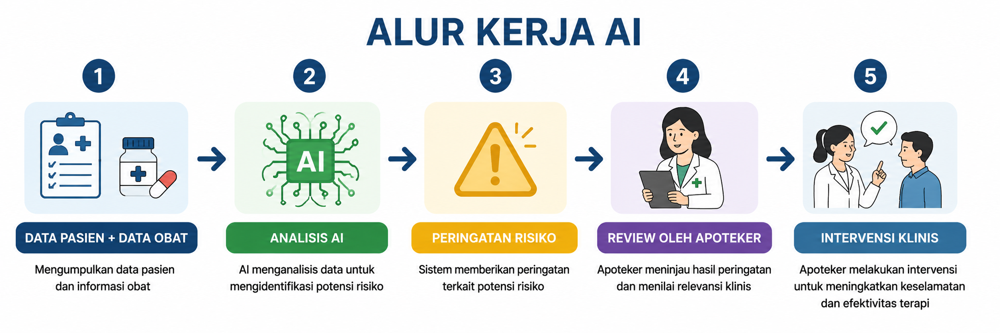 ALUR KERJA AI
1
2
3
4
5
AI
DATA PASIEN + DATA OBAT
Mengumpulkan data pasien
dan informasi obat
ANALISIS AI
AI menganalisis data untuk
mengidentifikasi potensi risiko
PERINGATAN RISIKO
Sistem memberikan peringatan
terkait potensi risiko
REVIEW OLEH APOTEKER
Apoteker meninjau hasil peringatan
dan menilai relevansi klinis
INTERVENSI KLINIS
Apoteker melakukan intervensi
untuk meningkatkan keselamatan
dan efektivitas terapi